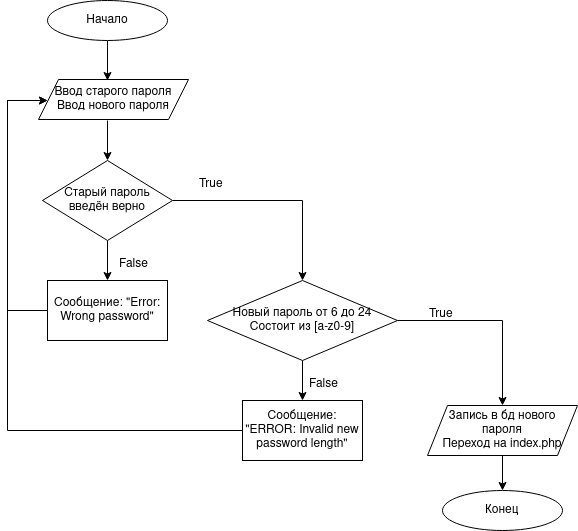 Начало
Ввод старого пароля
Ввод нового пароля
Старый пароль
введён верно
True
False
Сообщение: "Error:
Wrong password"
Новый пароль от 6 до 24
Состоит из [a-z0-9]
True
False
Сообщение:
"ERROR: Invalid new
password length"
Запись в бд нового
пароля
Переход на index.php
Конец